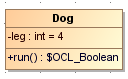 Dog
-leg : int = 4
+run() : $OCL_Boolean